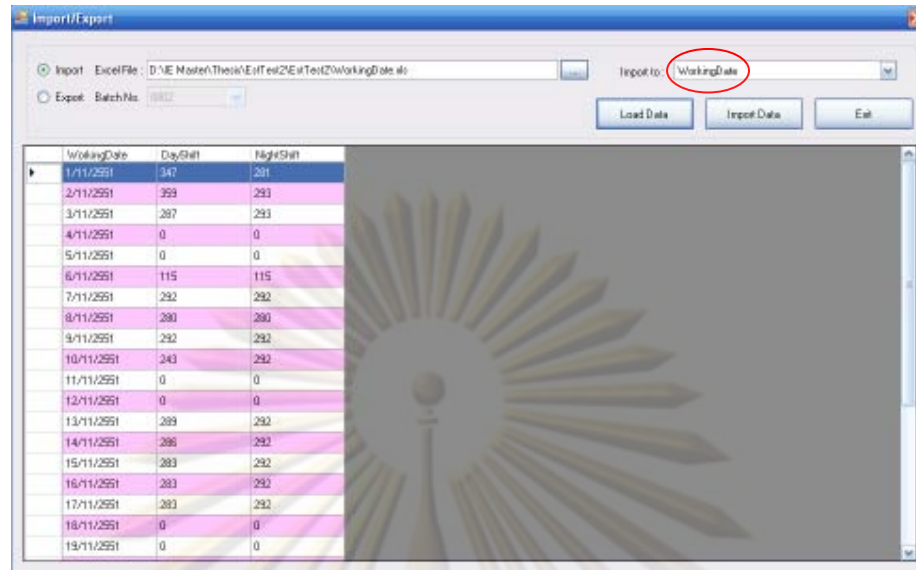 Import/Export
Import Excel File : D:\IE Master\Thesis\EstTest2\EstTest2\WorkingDate.xls ... Import to : WorkingDate
Export Batch No.
Load Data Import Data Exit
WorkingDate DayShift NightShift
1/11/2551 347 281
2/11/2551 359 293
3/11/2551 287 293
4/11/2551 0 0
5/11/2551 0 0
6/11/2551 115 115
7/11/2551 292 292
8/11/2551 280 280
9/11/2551 292 292
10/11/2551 243 292
11/11/2551 0 0
12/11/2551 0 0
13/11/2551 289 292
14/11/2551 286 292
15/11/2551 283 292
16/11/2551 283 292
17/11/2551 283 292
18/11/2551 0 0
19/11/2551 0 0